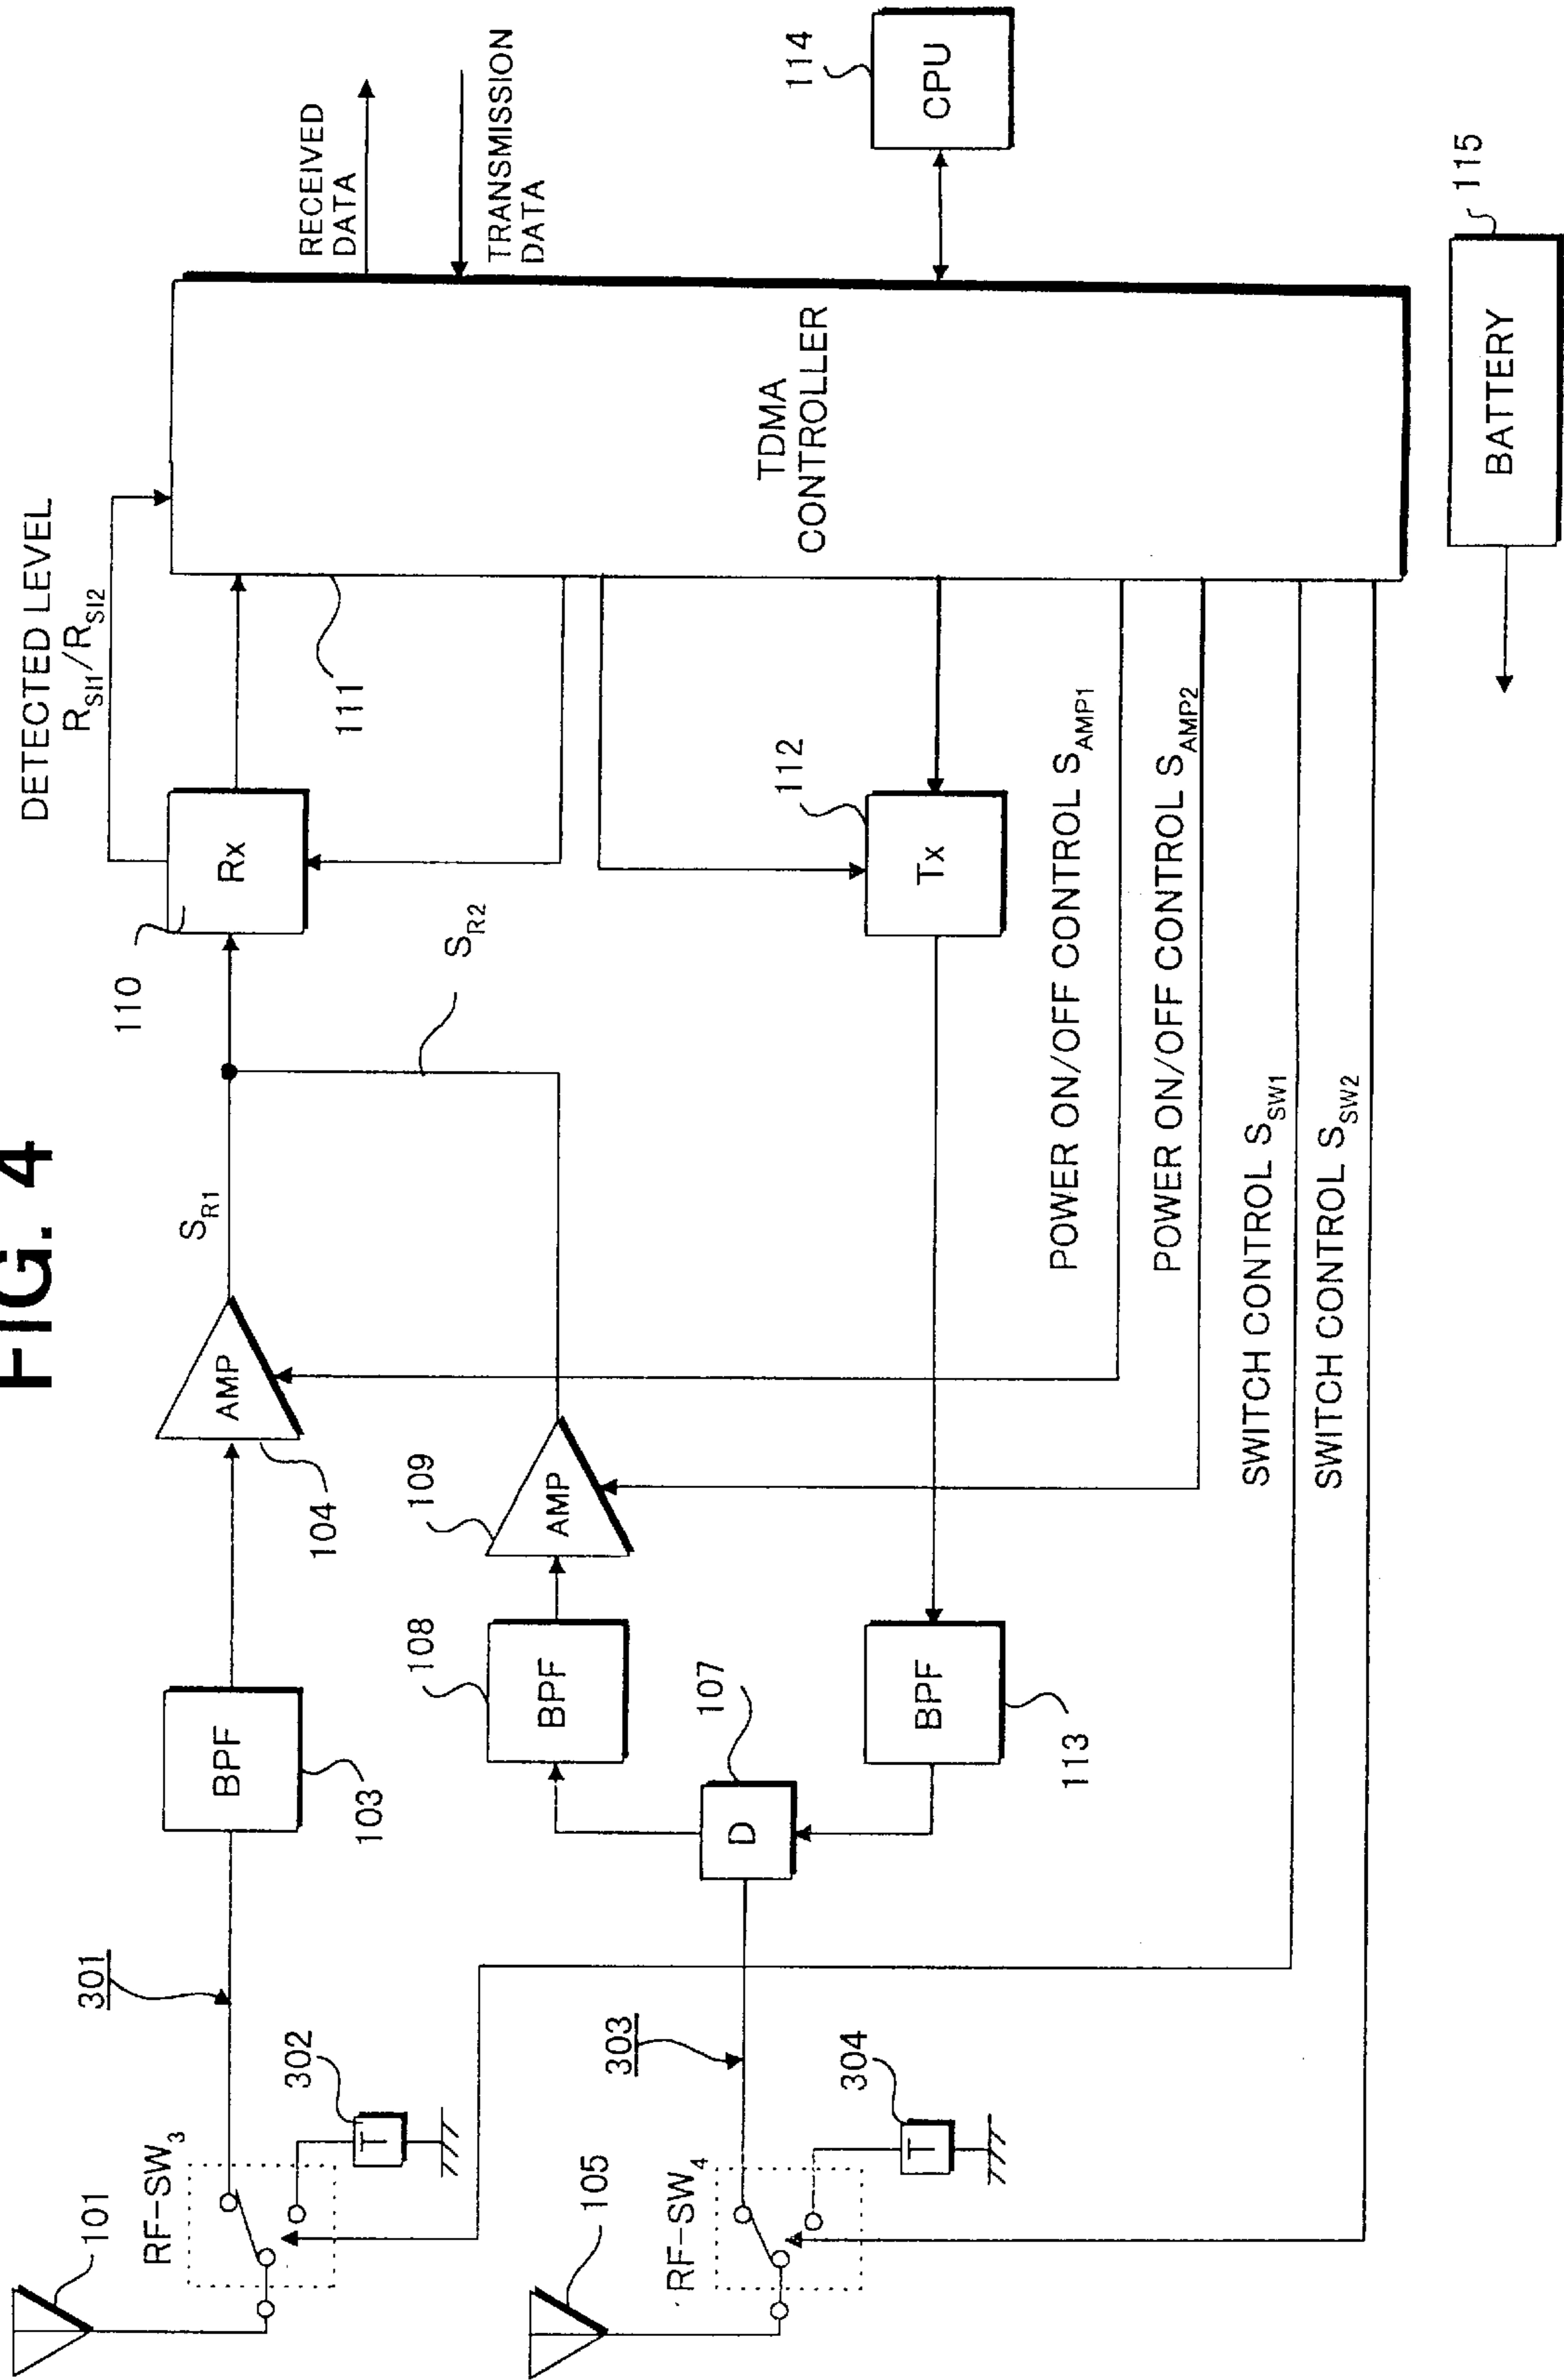 FIG. 4
101
RF-SW3
302
301
BPF
103
AMP
104
SR1
SR2
110
Rx
DETECTED LEVEL
RSI1/RSI2
111
RECEIVED
DATA
TRANSMISSION
DATA
TDMA
CONTROLLER
114
CPU
105
RF-SW4
304
303
D
107
BPF
108
AMP
109
BPF
113
Tx
112
POWER ON/OFF CONTROL SAMP1
POWER ON/OFF CONTROL SAMP2
SWITCH CONTROL SSW1
SWITCH CONTROL SSW2
T
T
BATTERY
115